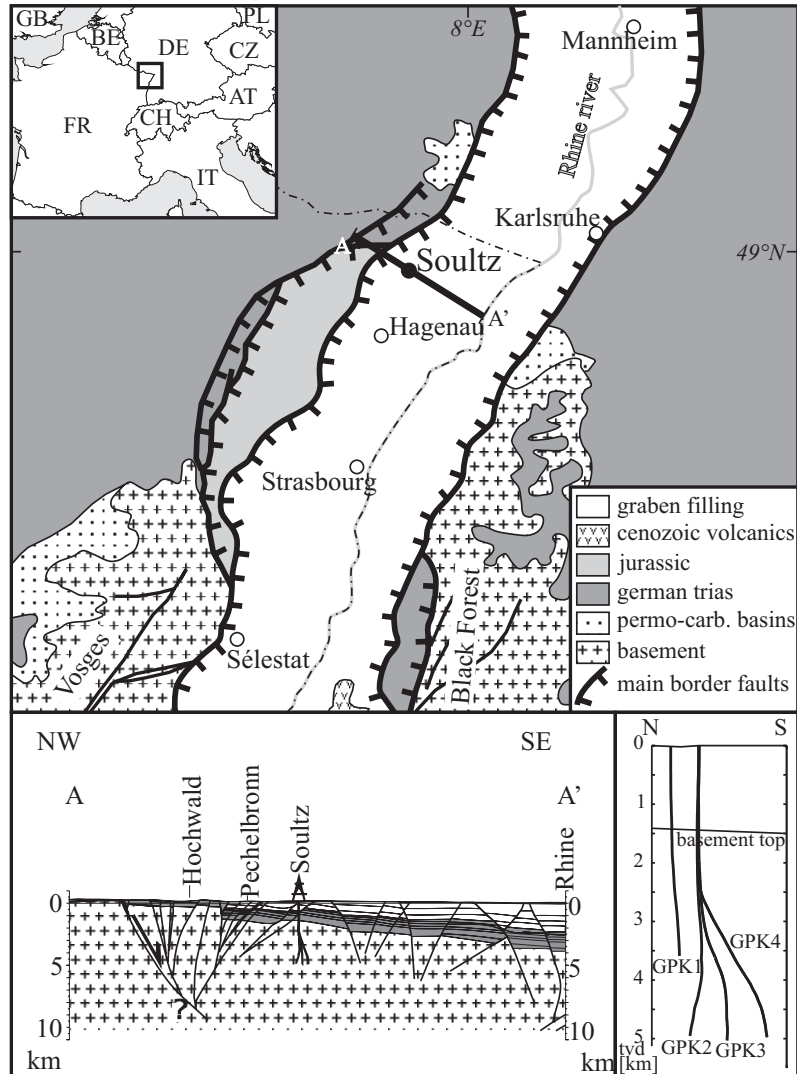 GB
PL
BE
DE
CZ
FR
AT
CH
IT
8°E
Mannheim
Rhine river
Karlsruhe
49°N
A
Soultz
A'
Hagenau
Strasbourg
Sélestat
Vosges
Black Forest
graben filling
cenozoic volcanics
jurassic
german trias
permo-carb. basins
basement
main border faults
NW
SE
A
A'
Hochwald
Pechelbronn
Soultz
Rhine
0
5
10
km
0
5
10
km
?
N
S
0
1
basement top
2
3
GPK4
GPK1
4
5
GPK2
GPK3
tvd
[km]